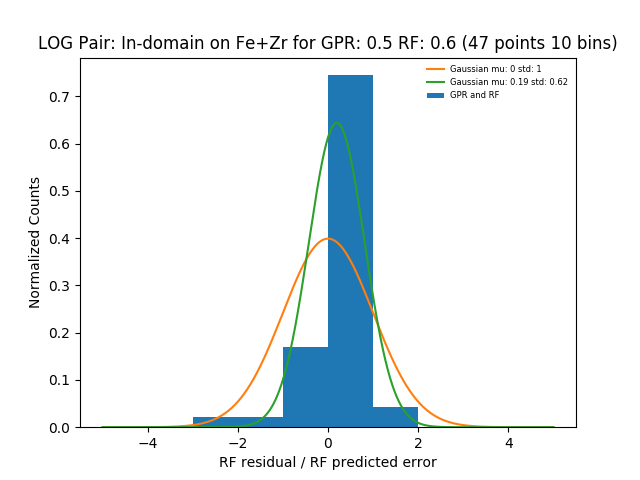 LOG Pair: In-domain on Fe+Zr for GPR: 0.5 RF: 0.6 (47 points 10 bins)
Gaussian mu: 0 std: 1
Gaussian mu: 0.19 std: 0.62
GPR and RF
Normalized Counts
0.7
0.6
0.5
0.4
0.3
0.2
0.1
0.0
−4 −2 0 2 4
RF residual / RF predicted error